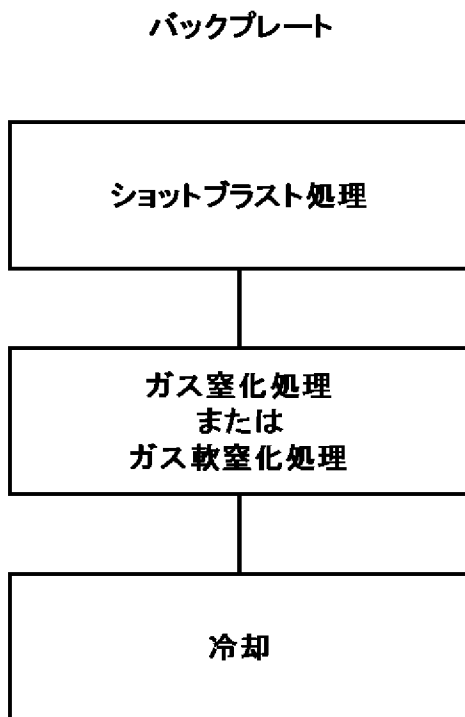 バックプレート
ショットブラスト処理
ガス窒化処理
または
ガス軟窒化処理
冷却